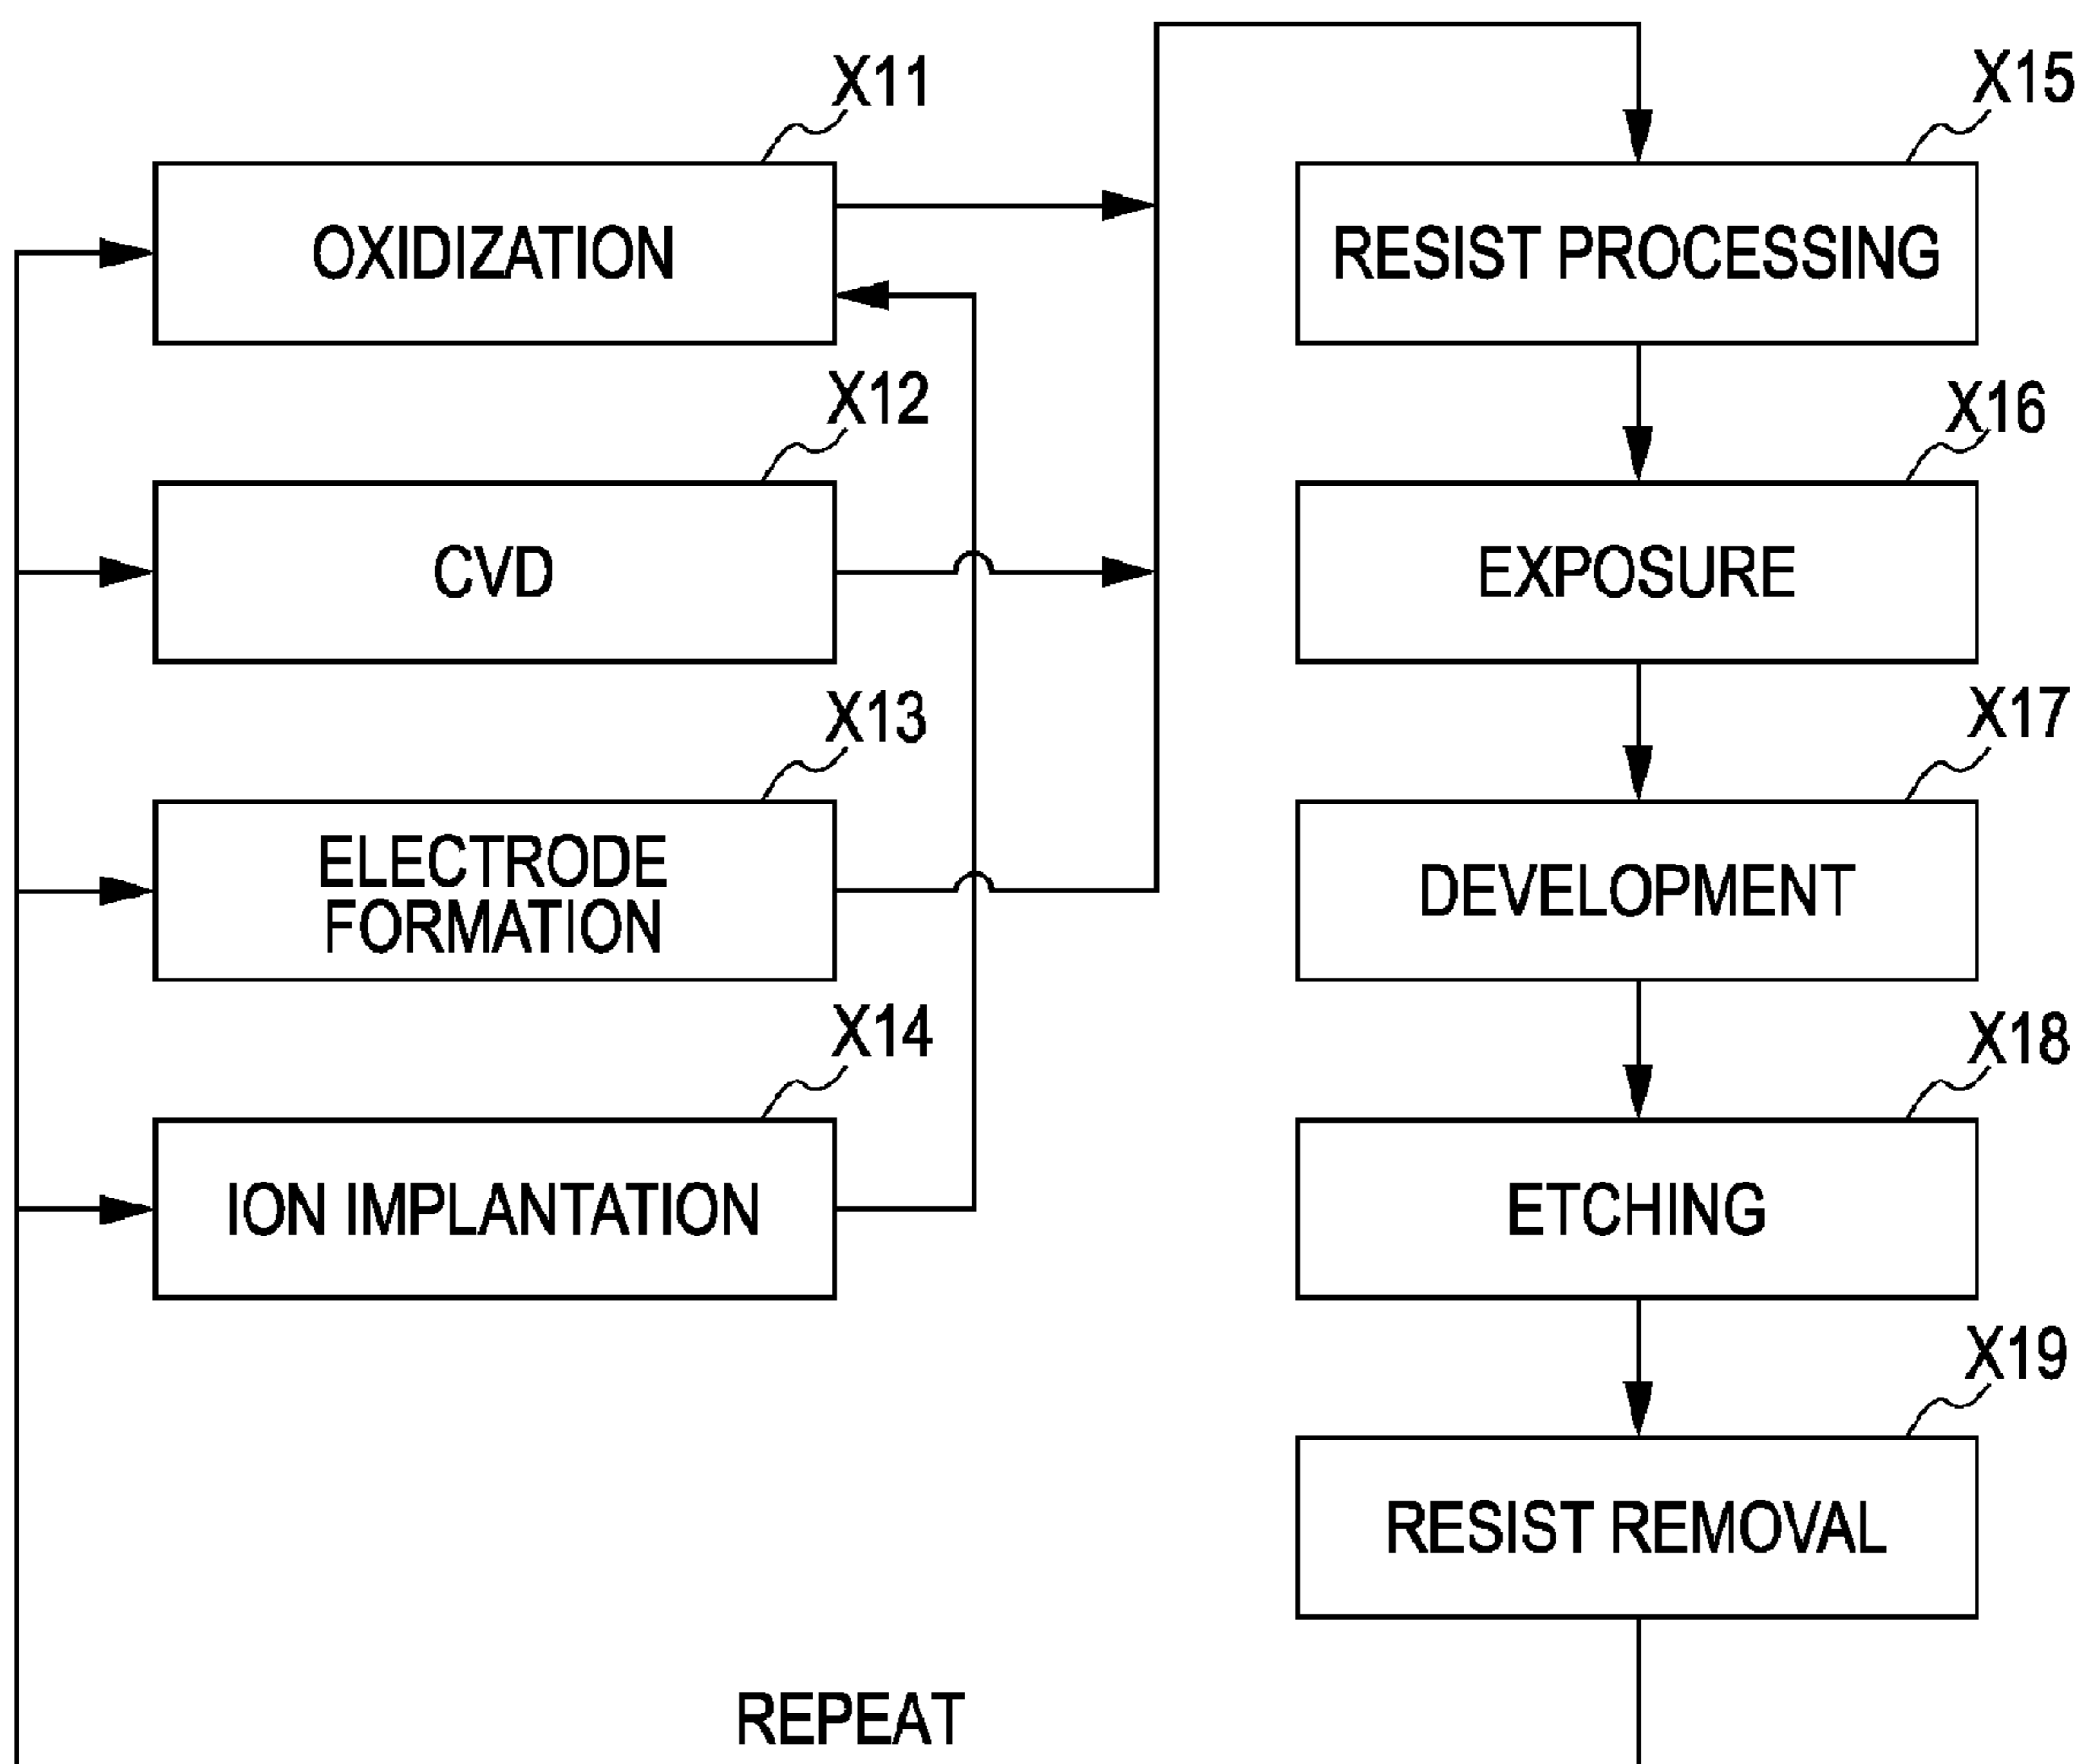 X11
OXIDIZATION
X12
CVD
X13
ELECTRODE
FORMATION
X14
ION IMPLANTATION
X15
RESIST PROCESSING
X16
EXPOSURE
X17
DEVELOPMENT
X18
ETCHING
X19
RESIST REMOVAL
REPEAT